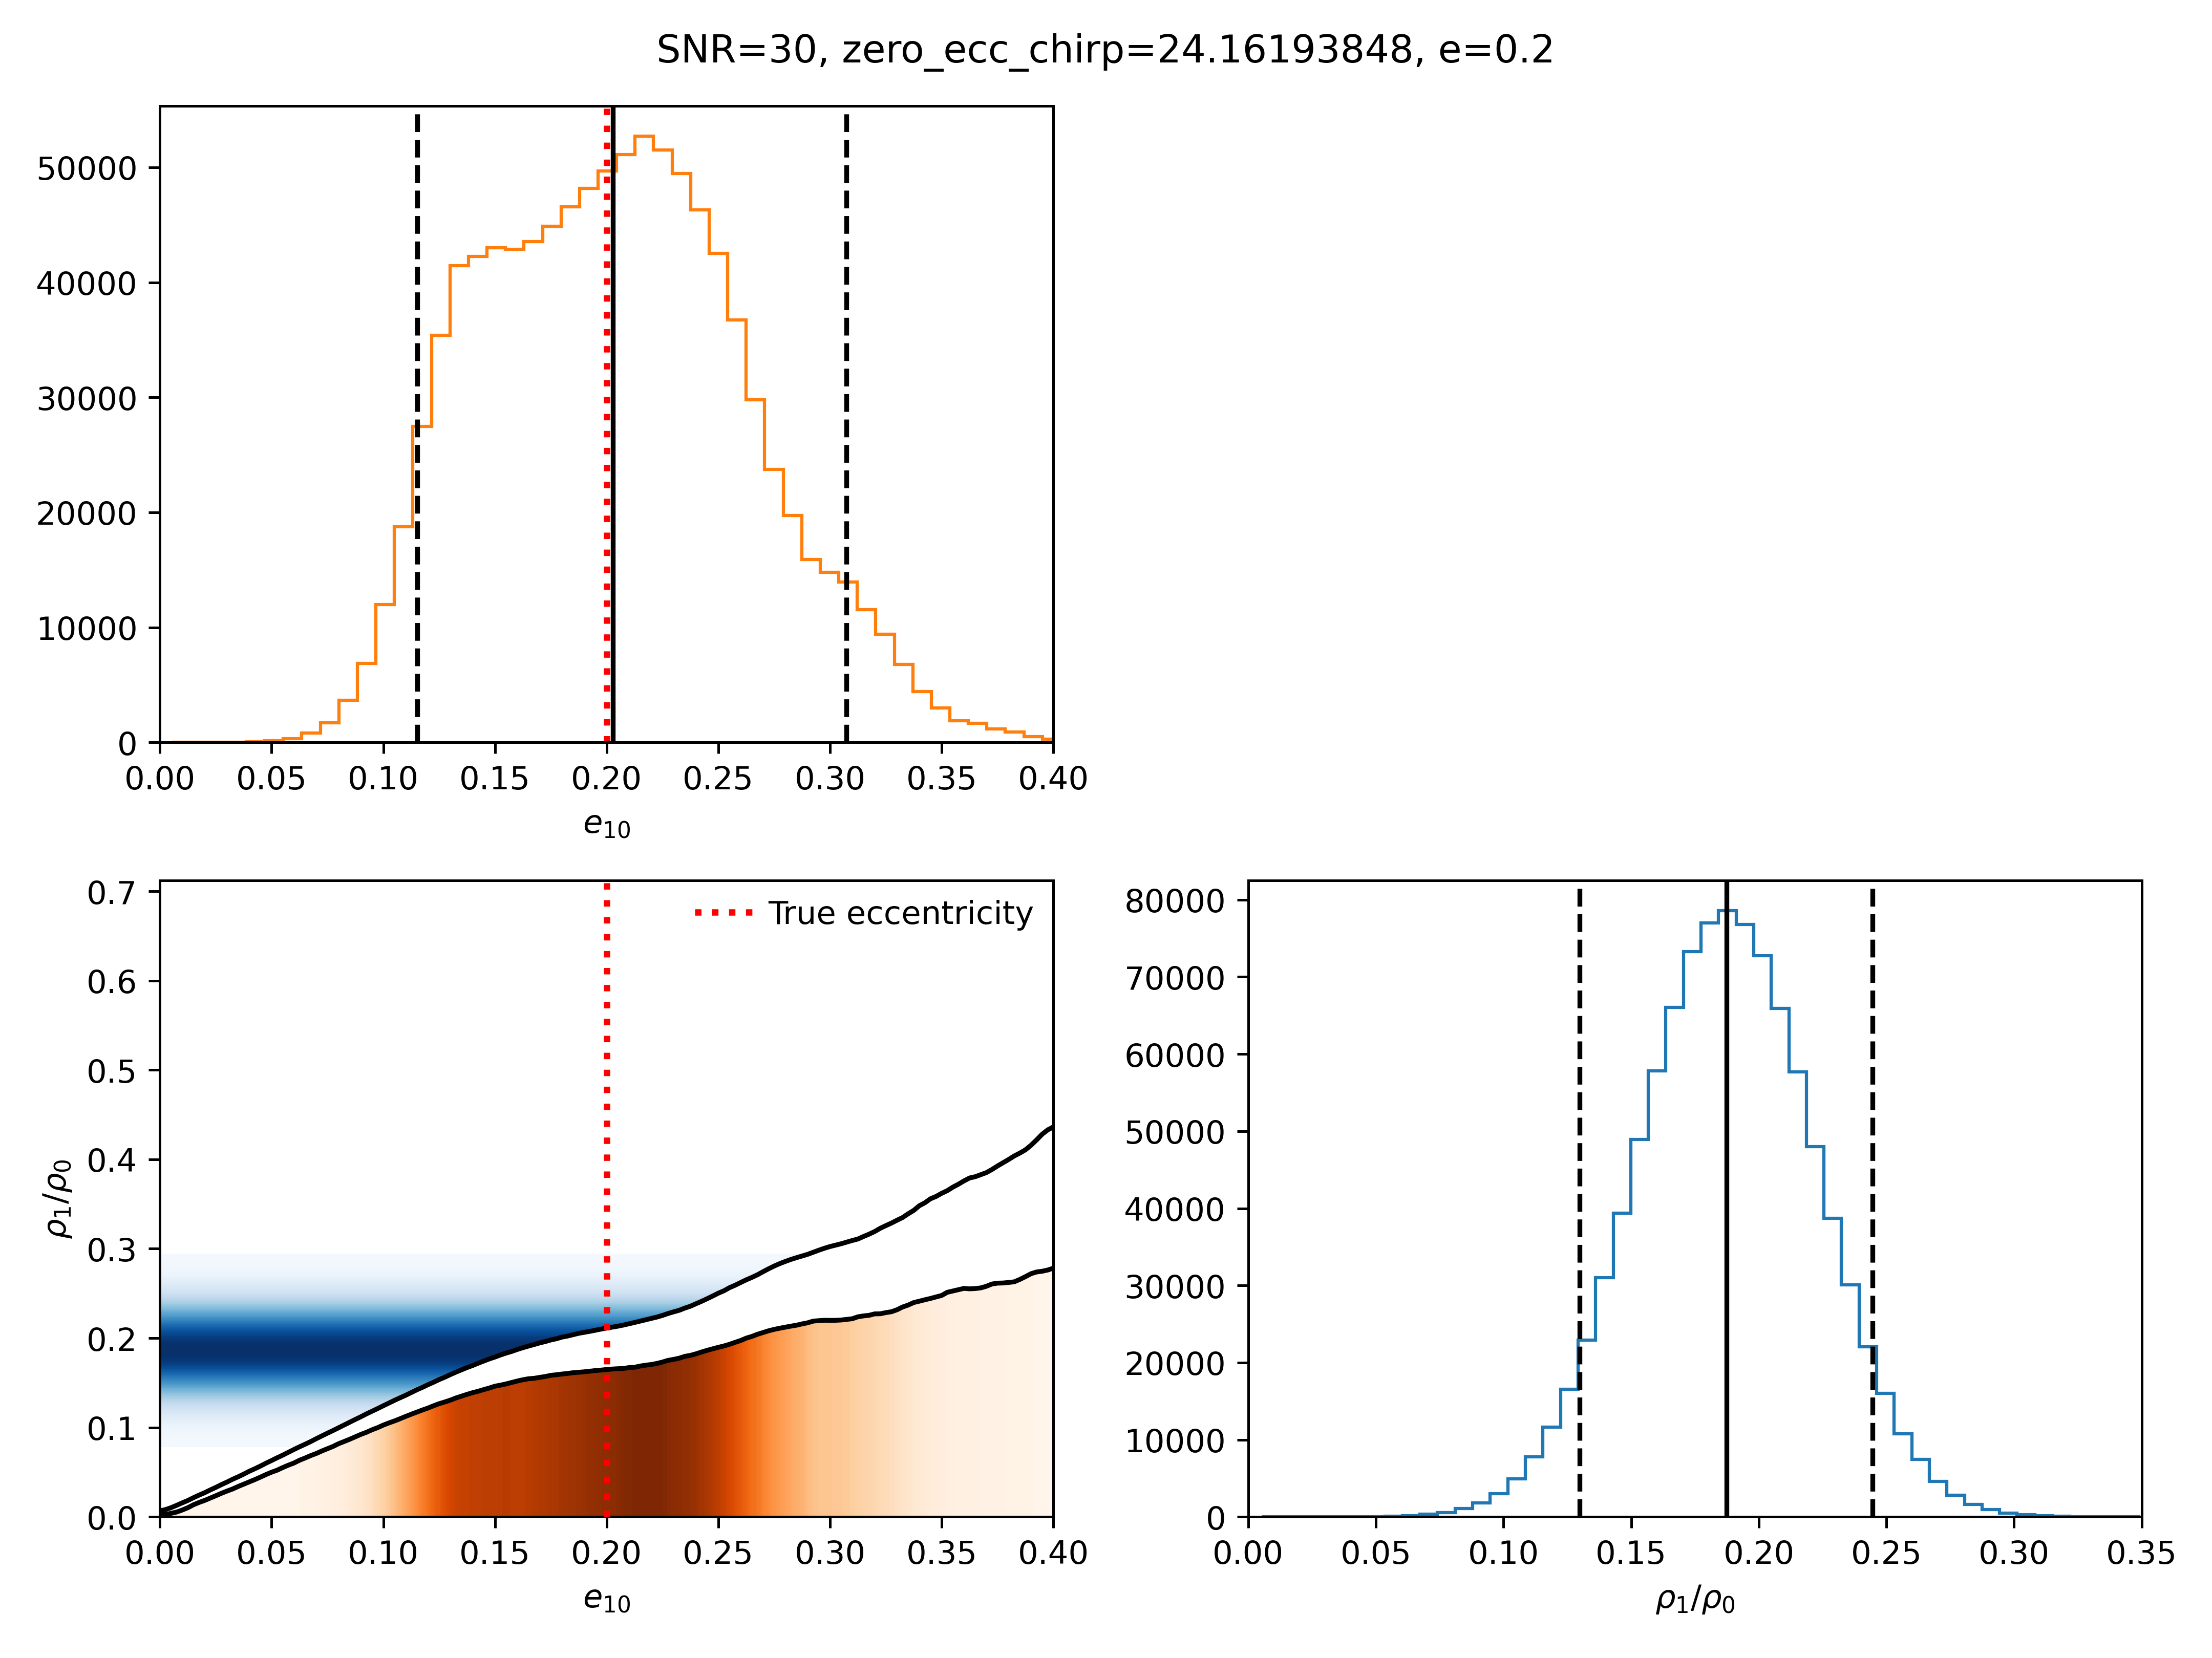 SNR=30, zero_ecc_chirp=24.16193848, e=0.2
50000
40000
30000
20000
10000
0
0.00 0.05 0.10 0.15 0.20 0.25 0.30 0.35 0.40
e₁₀
0.7
0.6
0.5
0.4
0.3
0.2
0.1
0.0
ρ₁/ρ₀
True eccentricity
0.00 0.05 0.10 0.15 0.20 0.25 0.30 0.35 0.40
e₁₀
80000
70000
60000
50000
40000
30000
20000
10000
0
0.00 0.05 0.10 0.15 0.20 0.25 0.30 0.35
ρ₁/ρ₀